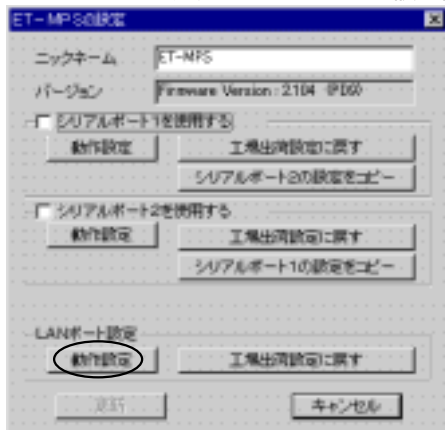 ET-MPSの設定
ニックネーム ET-MPS
バージョン Firmware Version : 2.104 (PD60)
シリアルポート1を使用する
動作設定 工場出荷設定に戻す
シリアルポート2の設定をコピー
シリアルポート2を使用する
動作設定 工場出荷設定に戻す
シリアルポート1の設定をコピー
LANポート設定
動作設定 工場出荷設定に戻す
更新 キャンセル